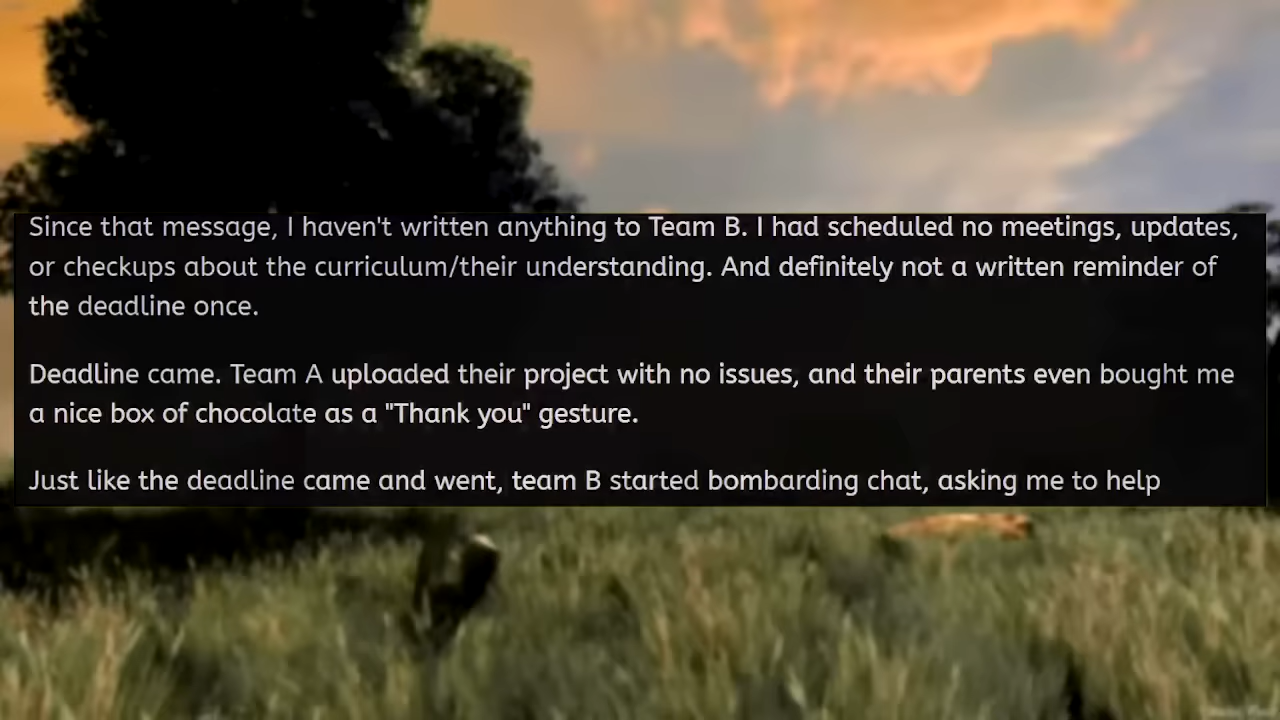 Since that message, I haven't written anything to Team B. I had scheduled no meetings, updates,
or checkups about the curriculum/their understanding. And definitely not a written reminder of
the deadline once.
Deadline came. Team A uploaded their project with no issues, and their parents even bought me
a nice box of chocolate as a "Thank you" gesture.
Just like the deadline came and went, team B started bombarding chat, asking me to help